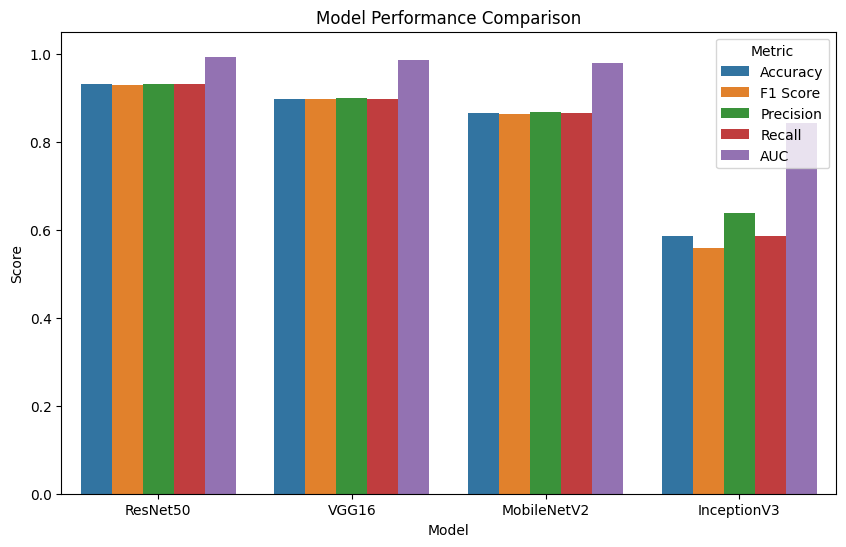 Model Performance Comparison
Score
1.0
0.8
0.6
0.4
0.2
0.0
Metric
Accuracy
F1 Score
Precision
Recall
AUC
ResNet50
VGG16
MobileNetV2
InceptionV3
Model